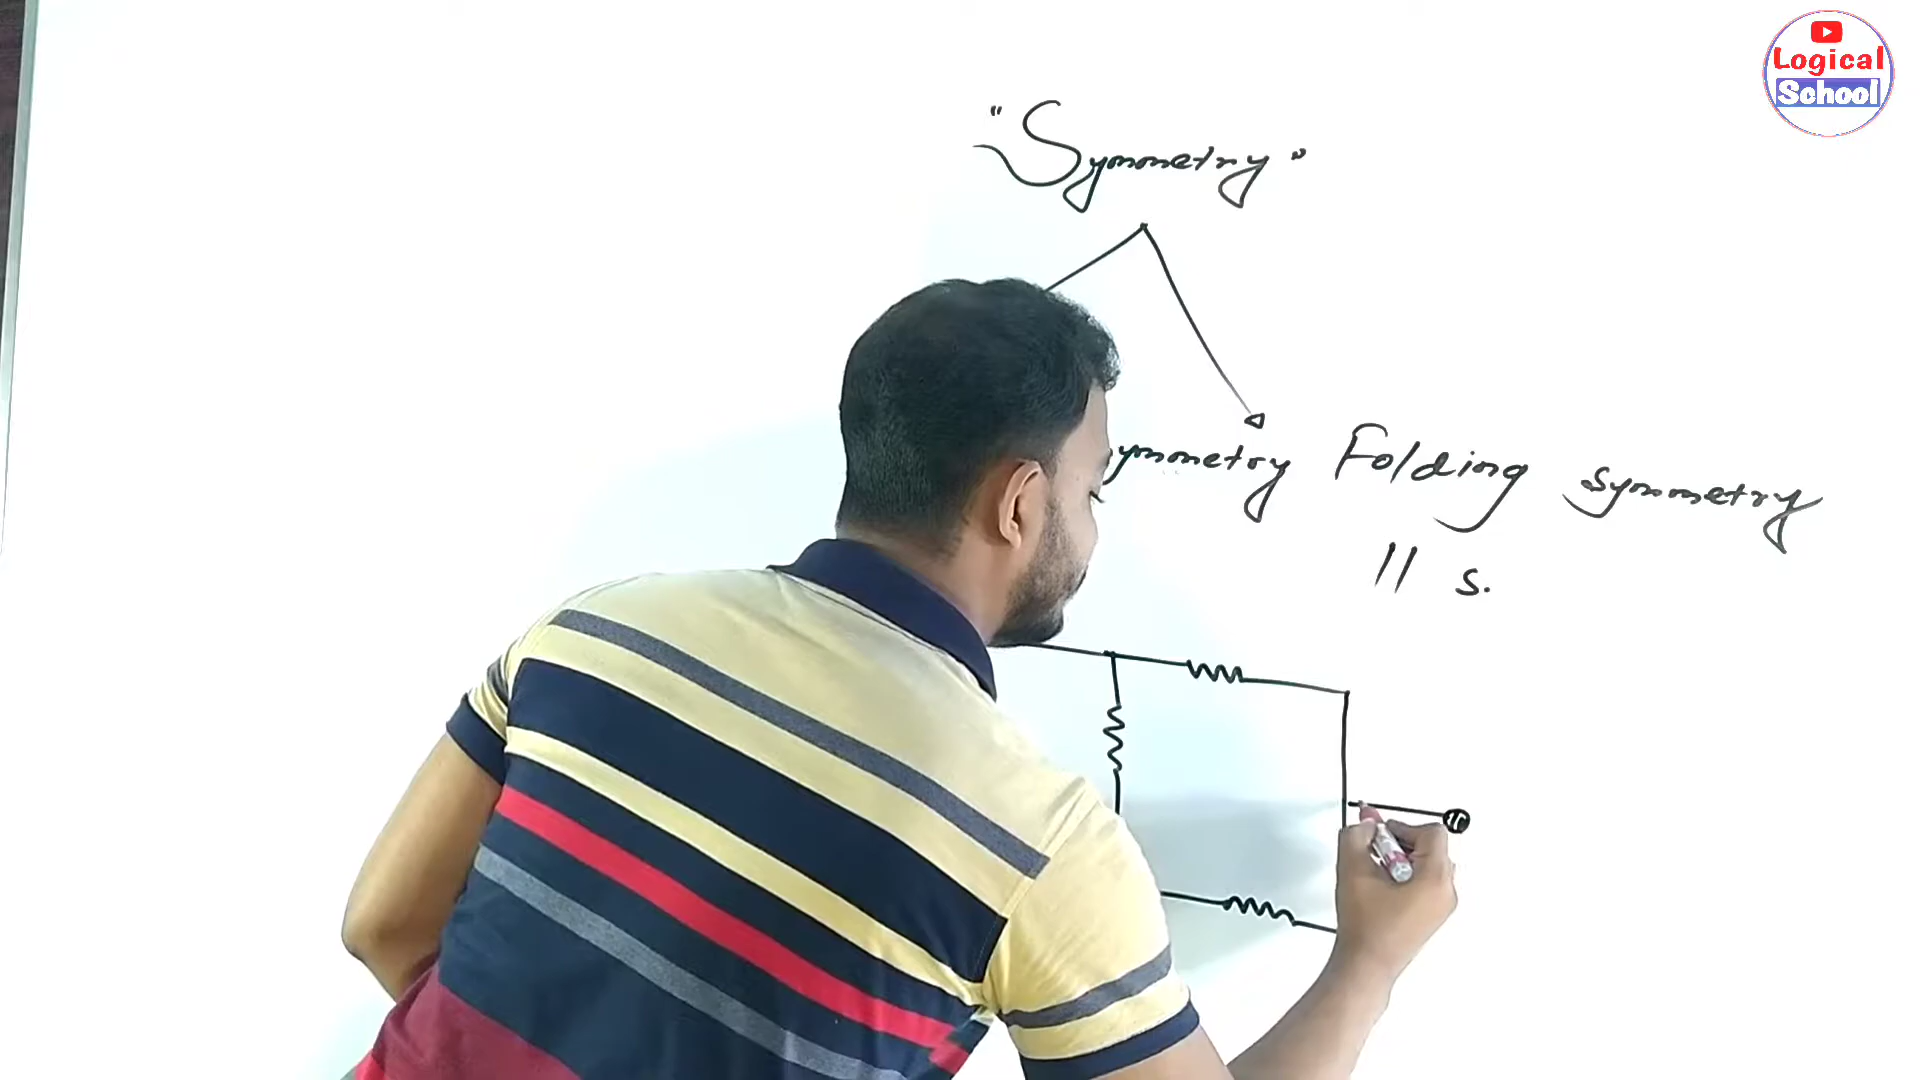 Logical
School
"Symmetry"
ymmetry Folding symmetry
|| s.